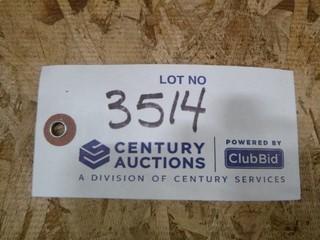 LOT NO
3514
CENTURY AUCTIONS
POWERED BY
ClubBid
A DIVISION OF CENTURY SERVICES